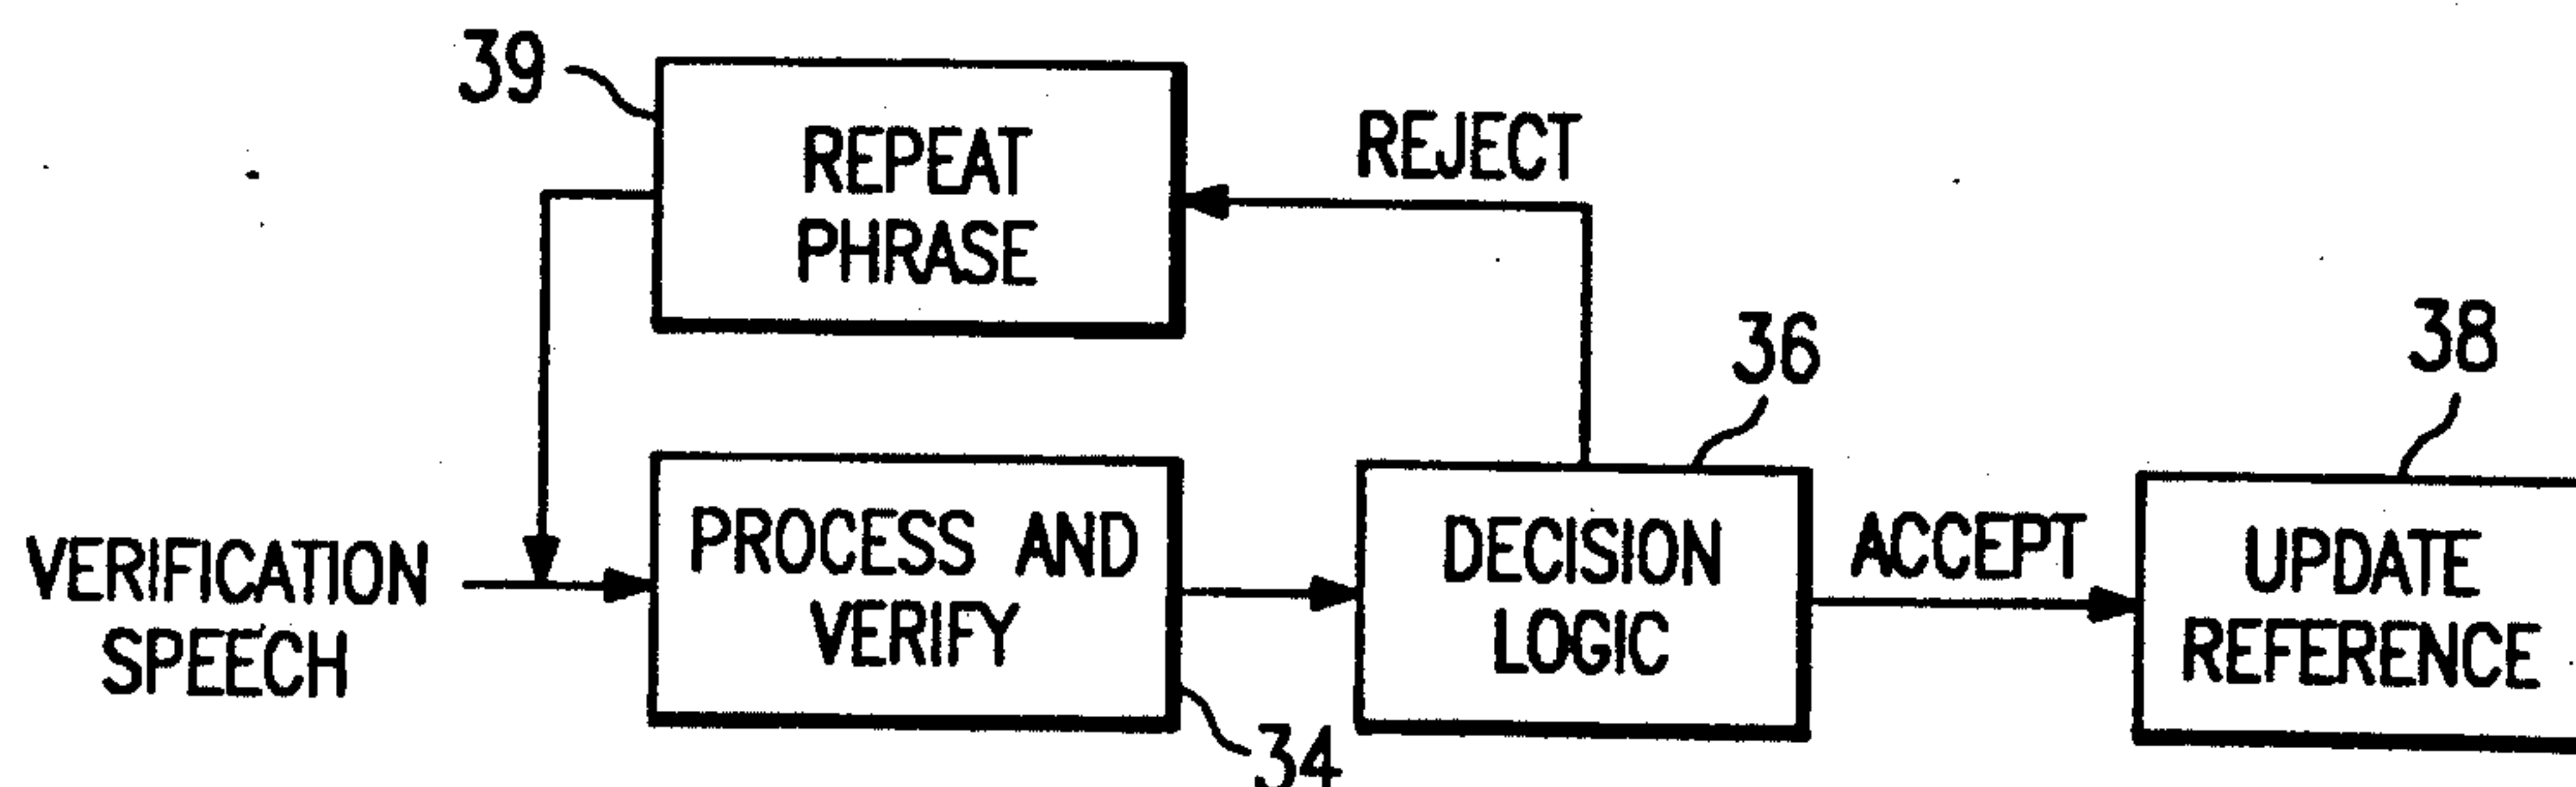 39
REPEAT
PHRASE
REJECT
36
38
VERIFICATION
SPEECH
PROCESS AND
VERIFY
34
DECISION
LOGIC
ACCEPT
UPDATE
REFERENCE